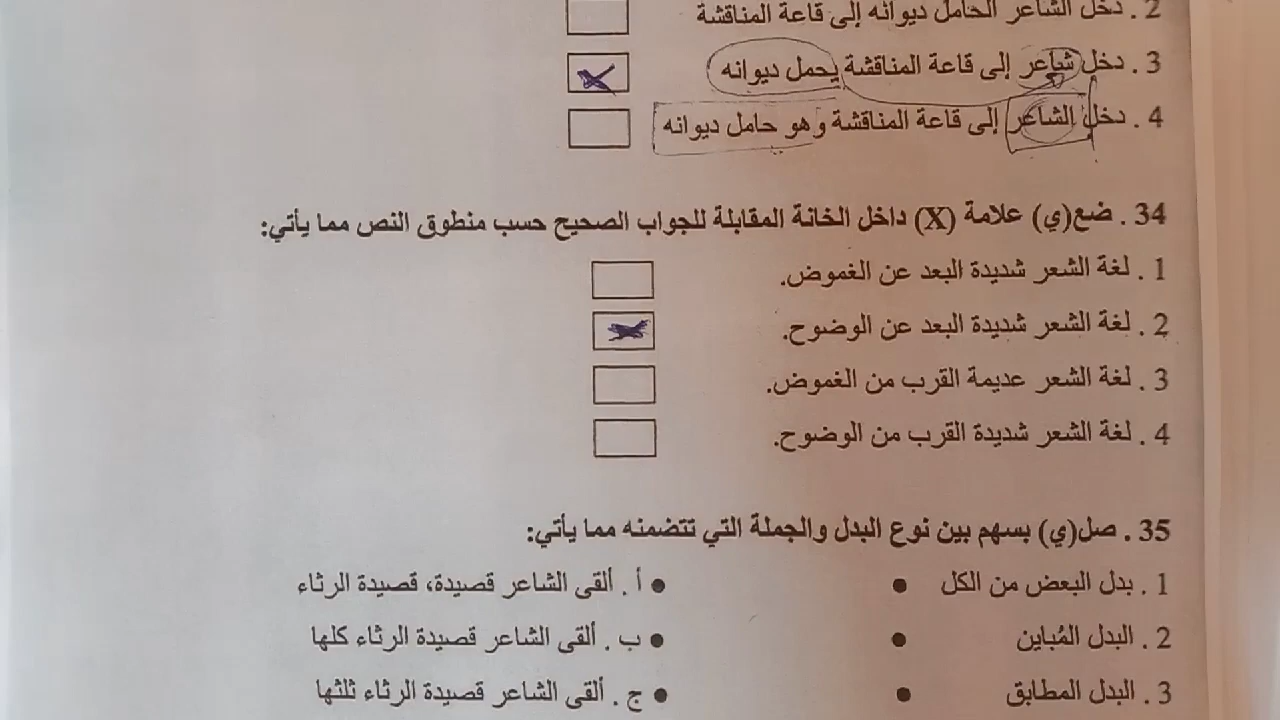 2 . دخل الشاعر الحامل ديوانه إلى قاعة المناقشة
3 . دخل شاعر إلى قاعة المناقشة يحمل ديوانه
4 . دخل الشاعر إلى قاعة المناقشة وهو حامل ديوانه
34 . ضع(ي) علامة (X) داخل الخانة المقابلة للجواب الصحيح حسب منطوق النص مما يأتي:
1 . لغة الشعر شديدة البعد عن الغموض.
2 . لغة الشعر شديدة البعد عن الوضوح.
3 . لغة الشعر عديمة القرب من الغموض.
4 . لغة الشعر شديدة القرب من الوضوح.
35 . صل(ي) بسهم بين نوع البدل والجملة التي تتضمنه مما يأتي:
1 . بدل البعض من الكل ● ● أ . ألقى الشاعر قصيدة، قصيدة الرثاء
2 . البدل المُباين ● ● ب . ألقى الشاعر قصيدة الرثاء كلها
3 . البدل المطابق ● ● ج . ألقى الشاعر قصيدة الرثاء ثلثها